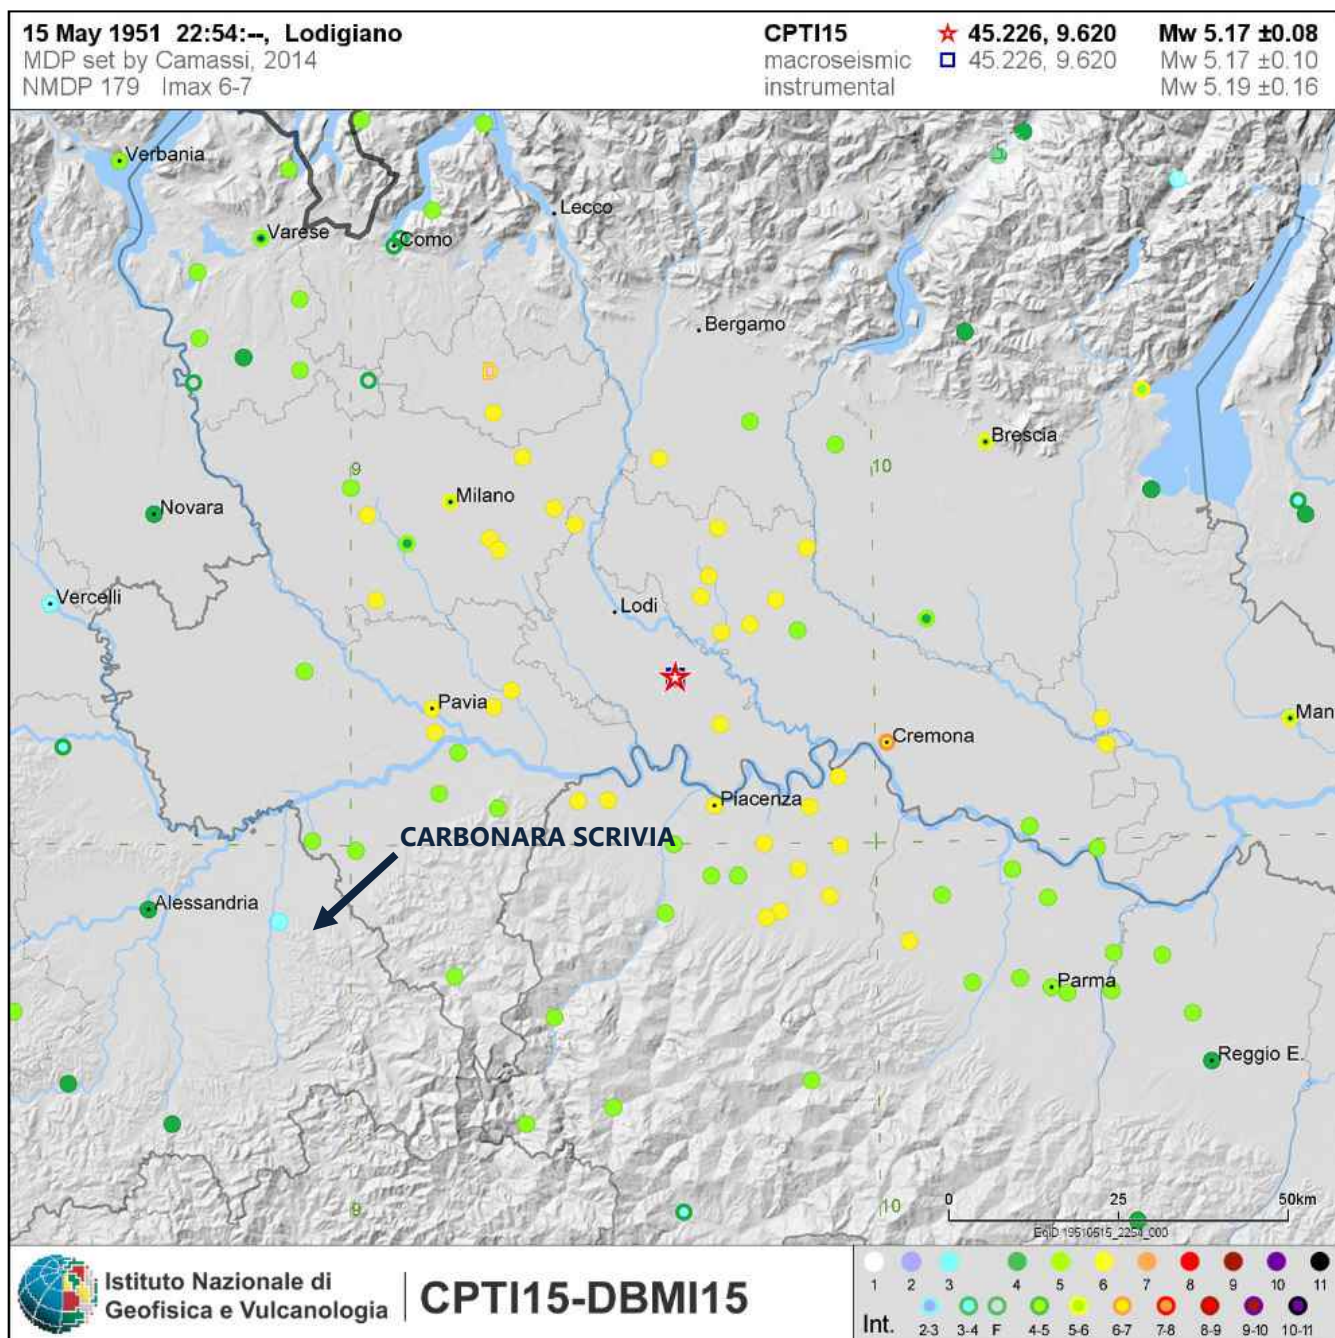 15 May 1951 22:54:--, Lodigiano
MDP set by Camassi, 2014
NMDP 179 Imax 6-7
CPTI15 45.226, 9.620 Mw 5.17 ±0.08
macroseismic 45.226, 9.620 Mw 5.17 ±0.10
instrumental Mw 5.19 ±0.16
Verbania
Lecco
Varese
Como
Bergamo
Brescia
9
10
Milano
Novara
Vercelli
Lodi
Pavia
Man
Cremona
Piacenza
CARBONARA SCRIVIA
Alessandria
Parma
Reggio E.
9
10
0 25 50km
EqID 19510515_2254_000
Istituto Nazionale di
Geofisica e Vulcanologia
CPTI15-DBMI15
1 2 3 4 5 6 7 8 9 10 11
Int. 2-3 3-4 F 4-5 5-6 6-7 7-8 8-9 9-10 10-11